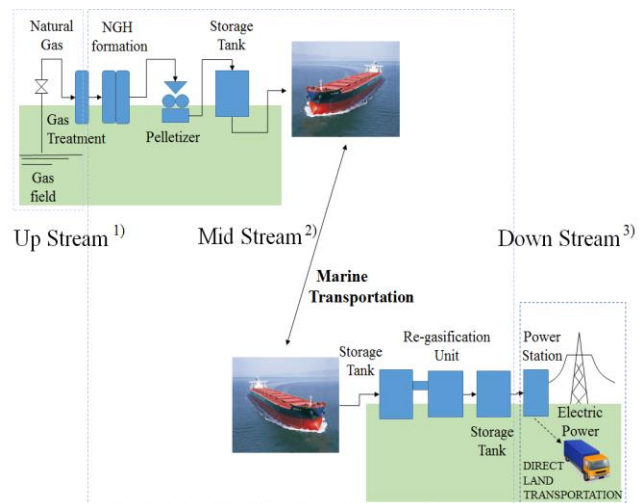 Natural
Gas
NGH
formation
Storage
Tank
Gas
Treatment
Pelletizer
Gas
field
Up Stream 1)
Mid Stream 2)
Down Stream 3)
Marine
Transportation
Storage
Tank
Re-gasification
Unit
Power
Station
Storage
Tank
Electric
Power
DIRECT
LAND
TRANSPORTATION